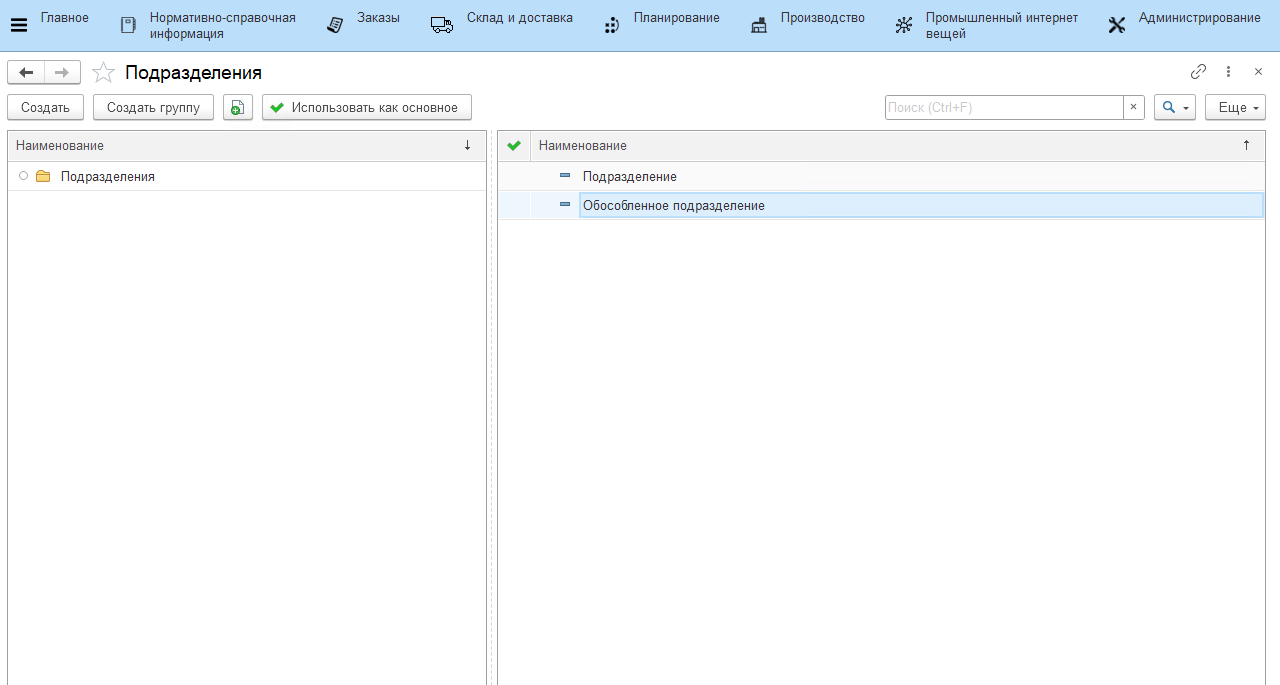 Главное
Нормативно-справочная
информация
Заказы
Склад и доставка
Планирование
Производство
Промышленный интернет
вещей
Администрирование
Подразделения
Создать
Создать группу
Использовать как основное
Поиск (Ctrl+F)
Еще
Наименование
Наименование
Подразделения
Подразделение
Обособленное подразделение